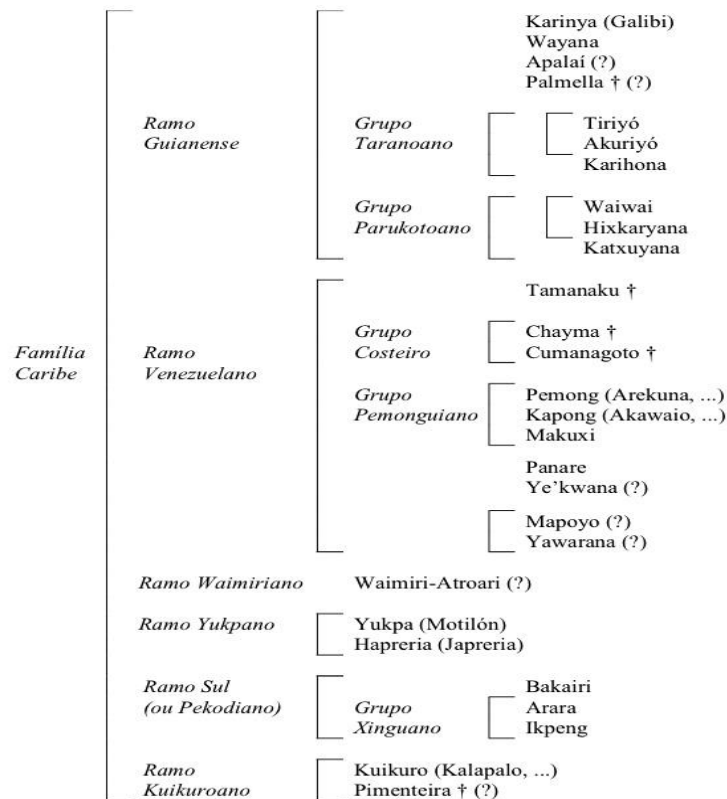 Karinya (Galibi)
Wayana
Apalaí (?)
Palmella † (?)
Ramo Grupo Tiriyó
Guianense Taranoano Akuriyó
Karihona
Grupo Waiwai
Parukotoano Hixkaryana
Katxuyana
Tamanaku †
Família Ramo Grupo Chayma †
Caribe Venezuelano Costeiro Cumanagoto †
Grupo Pemong (Arekuna, ...)
Pemonguiano Kapong (Akawaio, ...)
Makuxi
Panare
Ye'kwana (?)
Mapoyo (?)
Yawarana (?)
Ramo Waimiriano Waimiri-Atroari (?)
Ramo Yukpano Yukpa (Motilón)
Hapreria (Japreria)
Ramo Sul Bakairi
(ou Pekodiano) Grupo Arara
Xinguano Ikpeng
Ramo Kuikuro (Kalapalo, ...)
Kuikuroano Pimenteira † (?)